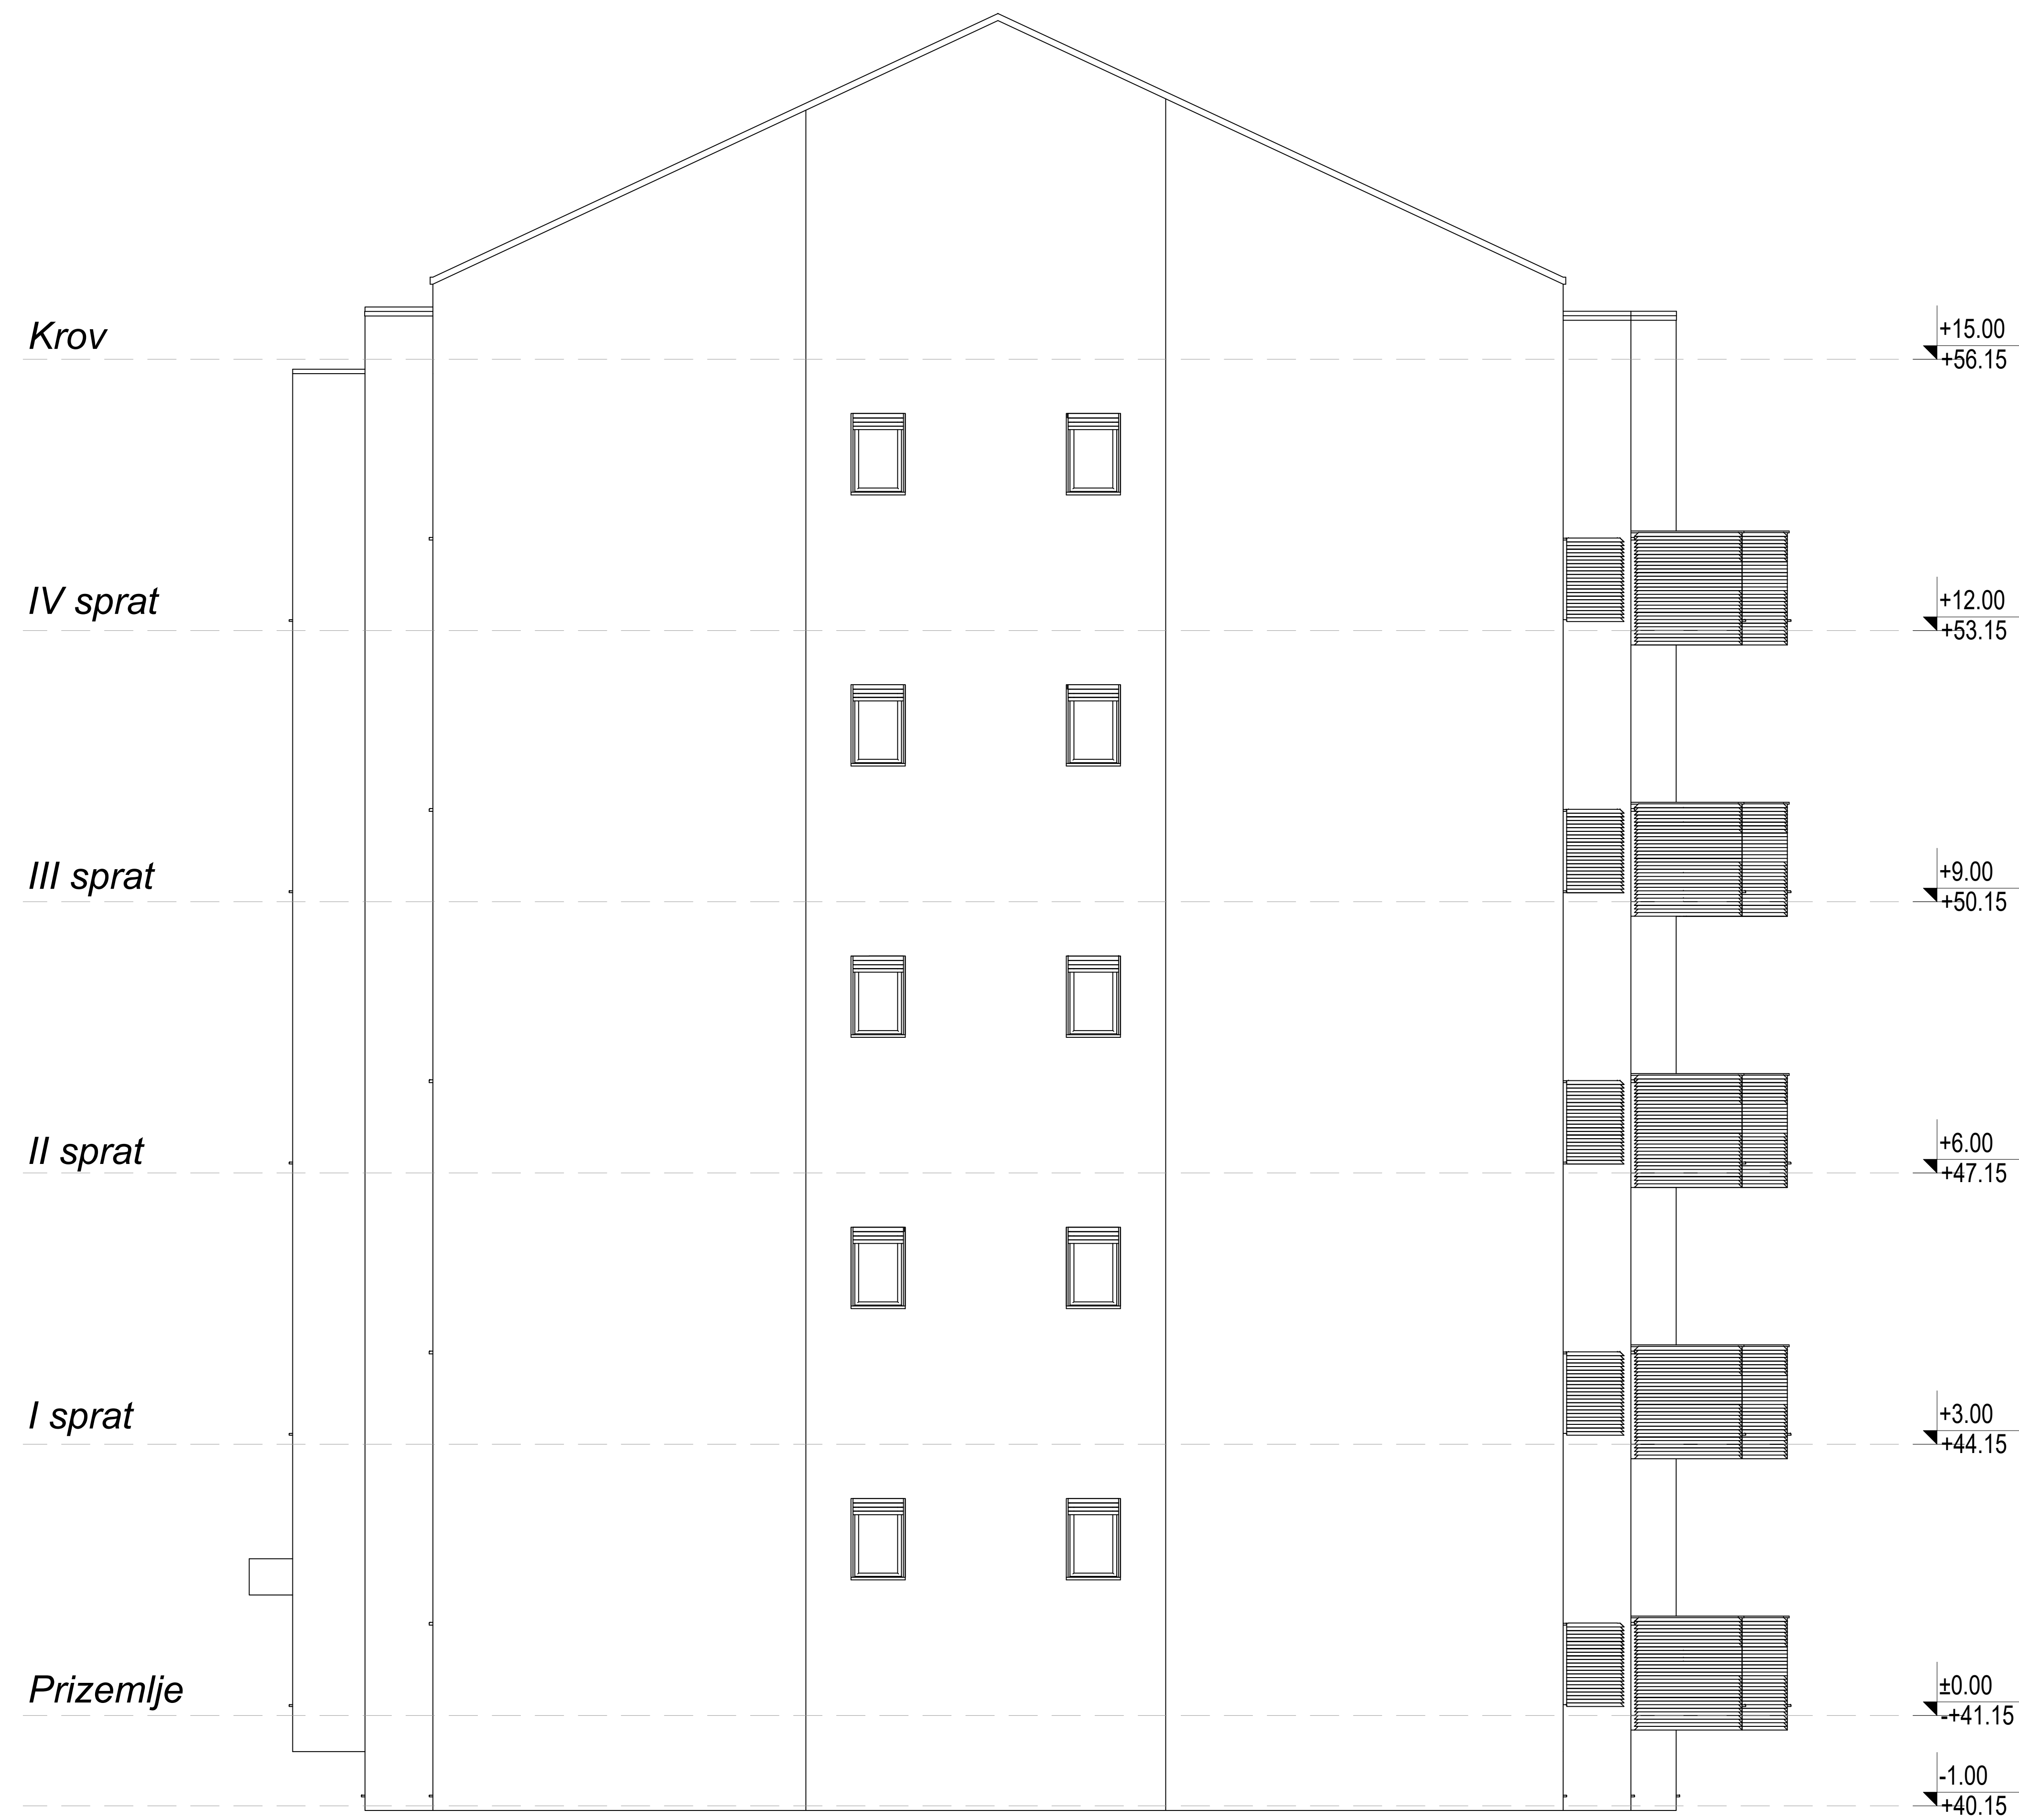 Krov
+15.00
+56.15
IV sprat
+12.00
+53.15
III sprat
+9.00
+50.15
II sprat
+6.00
+47.15
I sprat
+3.00
+44.15
Prizemlje
±0.00
-+41.15
-1.00
+40.15